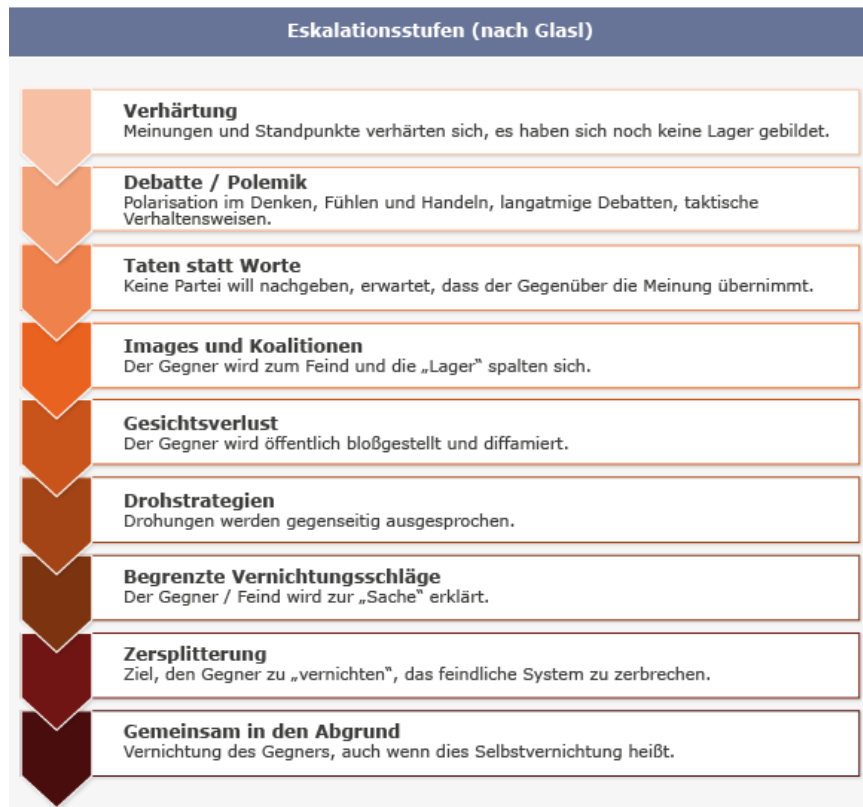 Eskalationsstufen (nach Glasl)
Verhärtung
Meinungen und Standpunkte verhärten sich, es haben sich noch keine Lager gebildet.
Debatte / Polemik
Polarisation im Denken, Fühlen und Handeln, langatmige Debatten, taktische
Verhaltensweisen.
Taten statt Worte
Keine Partei will nachgeben, erwartet, dass der Gegenüber die Meinung übernimmt.
Images und Koalitionen
Der Gegner wird zum Feind und die „Lager“ spalten sich.
Gesichtsverlust
Der Gegner wird öffentlich bloßgestellt und diffamiert.
Drohstrategien
Drohungen werden gegenseitig ausgesprochen.
Begrenzte Vernichtungsschläge
Der Gegner / Feind wird zur „Sache“ erklärt.
Zersplitterung
Ziel, den Gegner zu „vernichten“, das feindliche System zu zerbrechen.
Gemeinsam in den Abgrund
Vernichtung des Gegners, auch wenn dies Selbstvernichtung heißt.